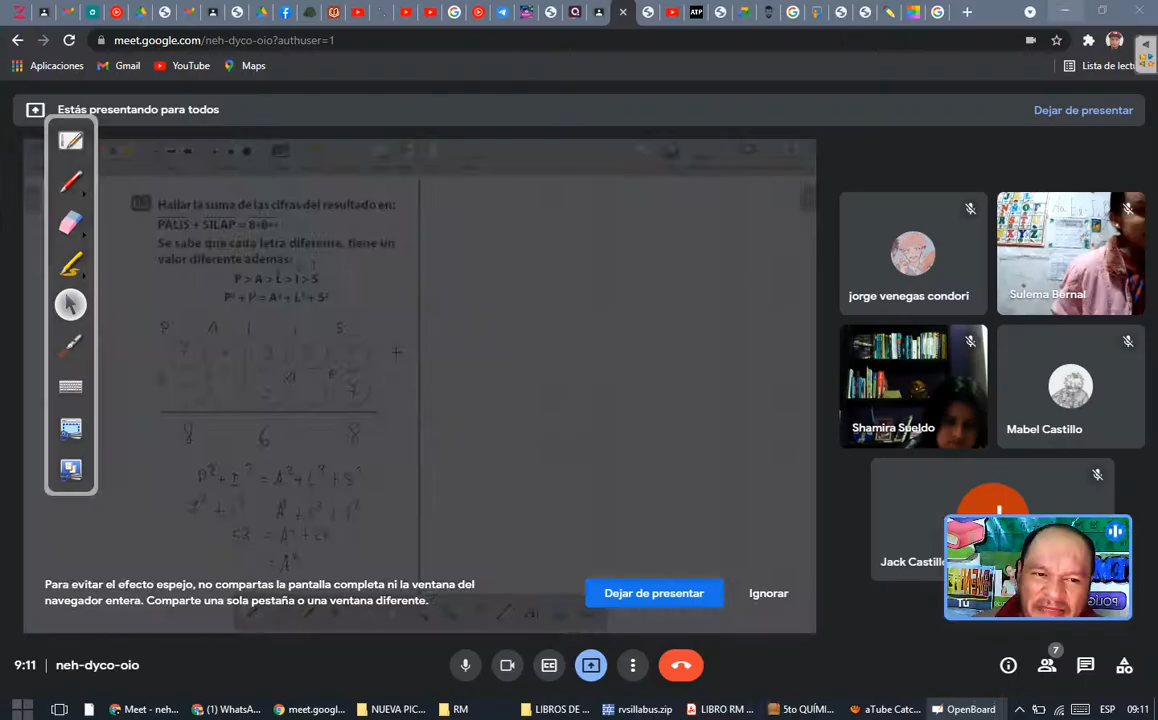 meet.google.com/neh-dyco-oio?authuser=1
Aplicaciones
Gmail
YouTube
Maps
Lista de lectu
Estás presentando para todos
Dejar de presentar
Hallar la suma de las cifras del resultado en:
PALIS + SILAP =
Se sabe que cada letra diferente, tiene un
valor diferente además:
P > A > L > I > S
P² + I² = A² + L² + S²
P A L I S
+
8 6 8
P² + I² = A² + L² + S²
jorge venegas condori
Sulema Bernal
Shamira Sueldo
Mabel Castillo
Jack Castillo
Tú
Para evitar el efecto espejo, no compartas la pantalla completa ni la ventana del
navegador entera. Comparte una sola pestaña o una ventana diferente.
Dejar de presentar
Ignorar
9:11 | neh-dyco-oio
7
Meet - neh...
(1) WhatsA...
meet.googl...
NUEVA PIC...
RM
LIBROS DE ...
rvsillabus.zip
LIBRO RM ...
5to QUÍMI...
aTube Catc...
OpenBoard
ESP
09:11